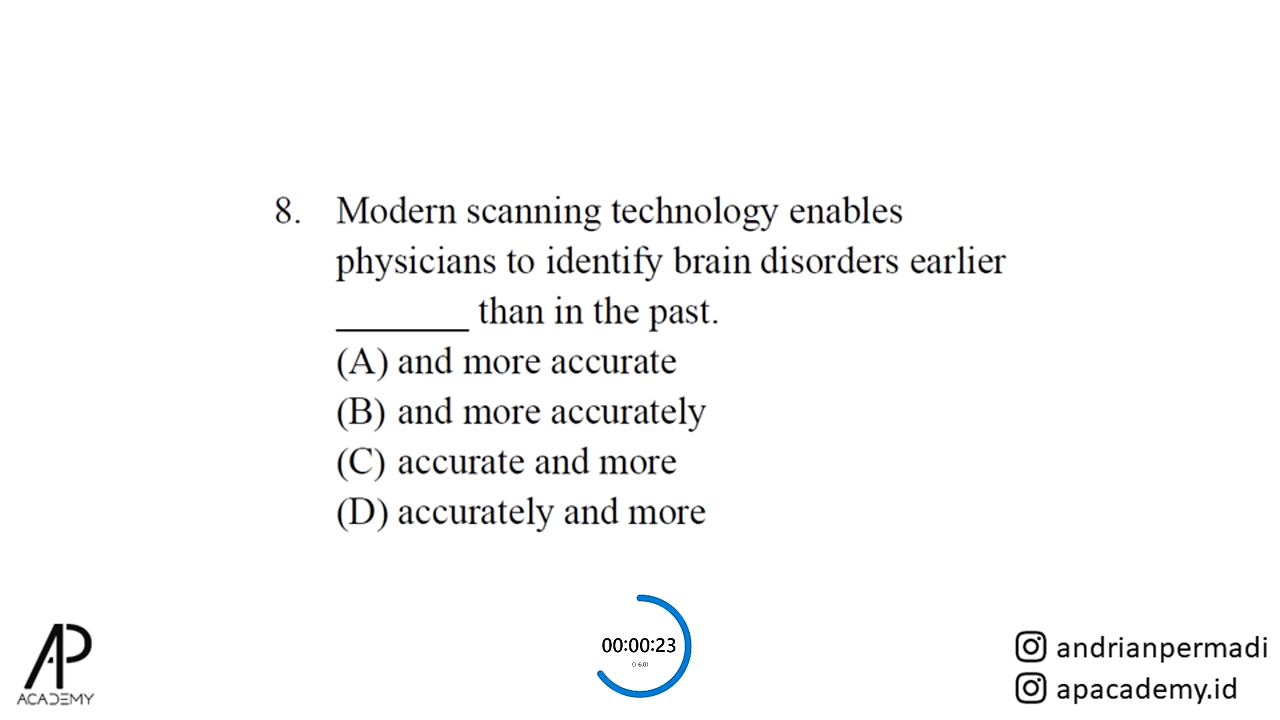 8. Modern scanning technology enables
physicians to identify brain disorders earlier
_______ than in the past.
(A) and more accurate
(B) and more accurately
(C) accurate and more
(D) accurately and more
00:00:23
AP
ACADEMY
andrianpermadi
apacademy.id